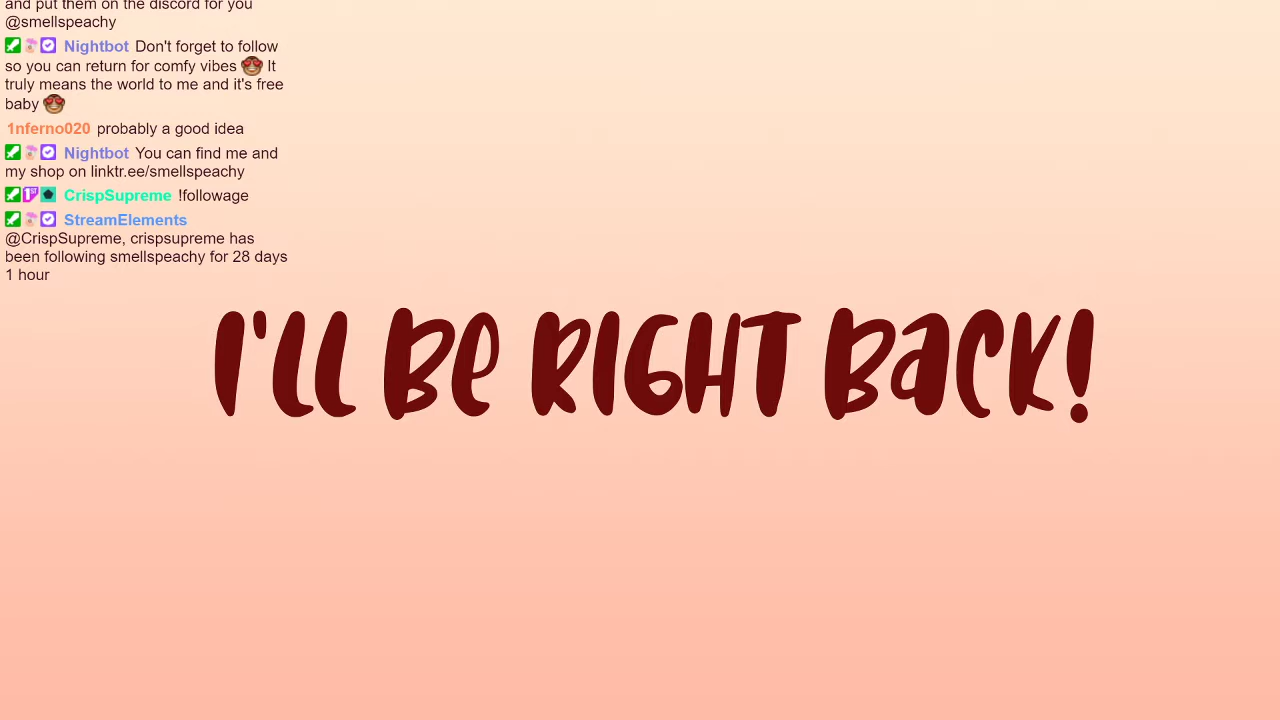 and put them on the discord for you
@smellspeachy
Nightbot Don't forget to follow
so you can return for comfy vibes It
truly means the world to me and it's free
baby
1nferno020 probably a good idea
Nightbot You can find me and
my shop on linktr.ee/smellspeachy
CrispSupreme !followage
StreamElements
@CrispSupreme, crispsupreme has
been following smellspeachy for 28 days
1 hour
I'LL BE RIGHT BACK!